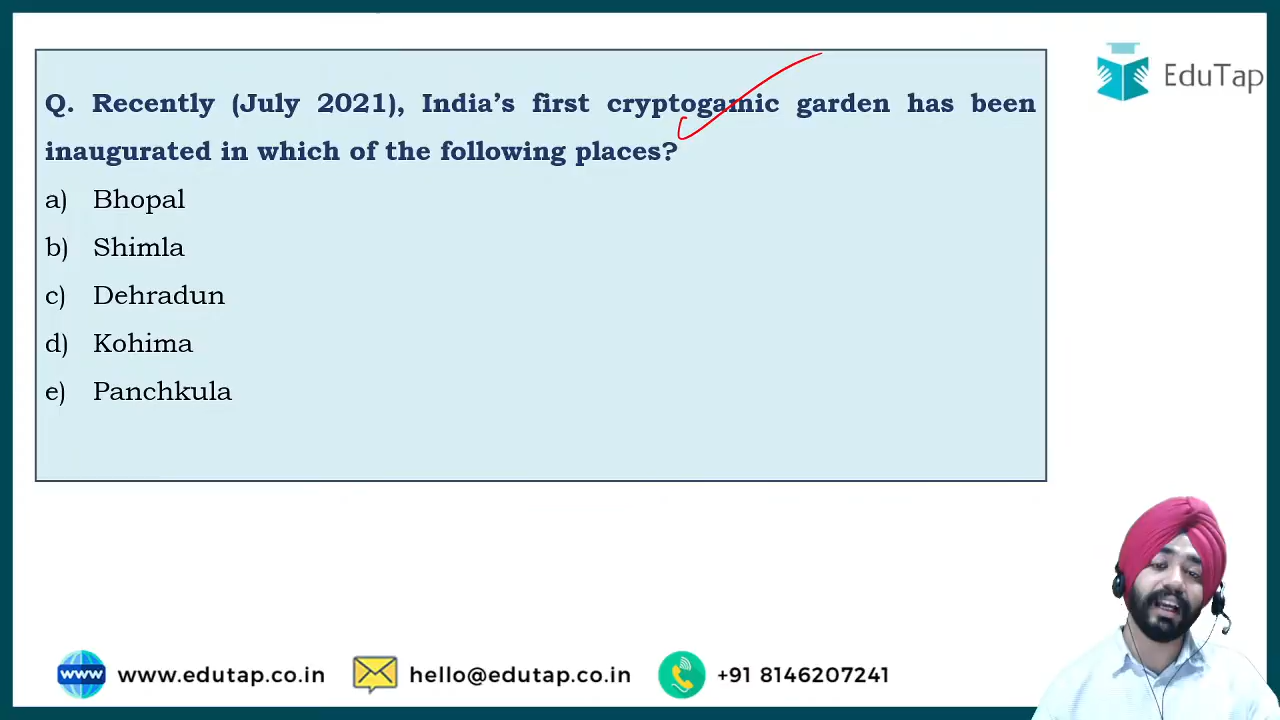 EduTap
Q. Recently (July 2021), India's first cryptogamic garden has been
inaugurated in which of the following places?
a) Bhopal
b) Shimla
c) Dehradun
d) Kohima
e) Panchkula
www www.edutap.co.in hello@edutap.co.in +91 8146207241